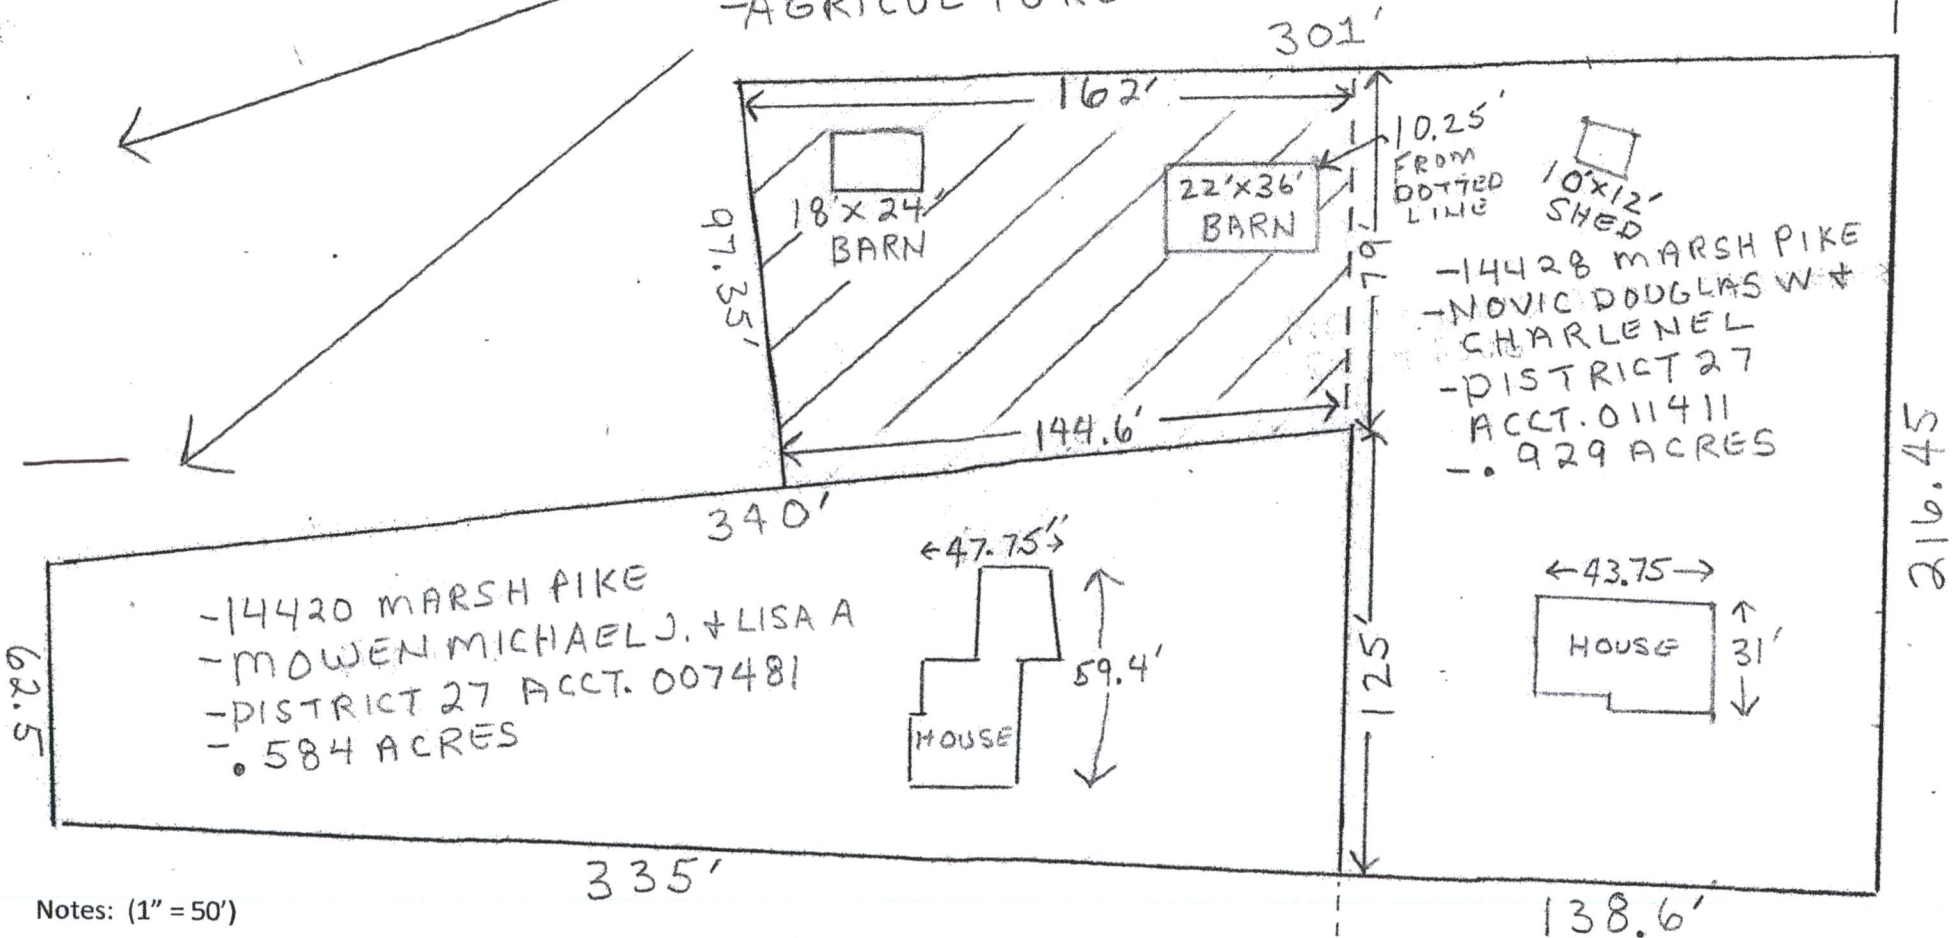 -AGRICULTURE
301'
162'
10.25'
FROM
DOTTED
LINE
18'x 24'
BARN
22'x36'
BARN
10'x12'
SHED
97.35'
79'
-14428 MARSH PIKE
-NOVIC DOUGLAS W &
CHARLENE L
-DISTRICT 27
ACCT. 011411
-.929 ACRES
216.45
144.6'
340'
47.75"
59.4'
HOUSE
-14420 MARSH PIKE
-MOWEN MICHAEL J. & LISA A
-DISTRICT 27 ACCT. 007481
-.584 ACRES
62.5
125'
43.75
HOUSE
31'
335'
138.6'
Notes: (1" = 50')